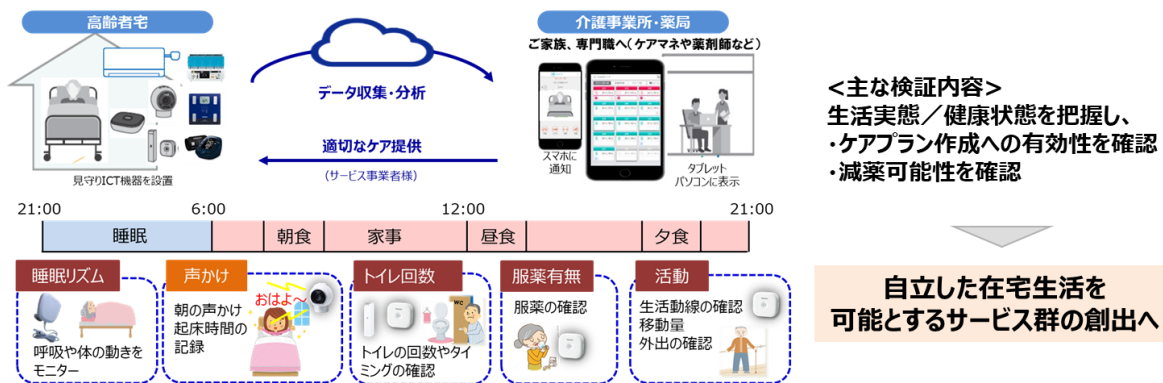 高齢者宅
介護事業所・薬局
ご家族、専門職へ(ケアマネや薬剤師など)
データ収集・分析
適切なケア提供
(サービス事業者様)
見守りICT機器を設置
スマホに
通知
タブレット
パソコンに表示
<主な検証内容>
生活実態/健康状態を把握し、
・ケアプラン作成への有効性を確認
・減薬可能性を確認
21:00
6:00
12:00
21:00
睡眠
朝食
家事
昼食
夕食
睡眠リズム
呼吸や体の動きを
モニター
声かけ
おはよ~
朝の声かけ
起床時間の
記録
トイレ回数
WC
トイレの回数やタイ
ミングの確認
服薬有無
服薬の確認
活動
生活動線の確認
移動量
外出の確認
自立した在宅生活を
可能とするサービス群の創出へ